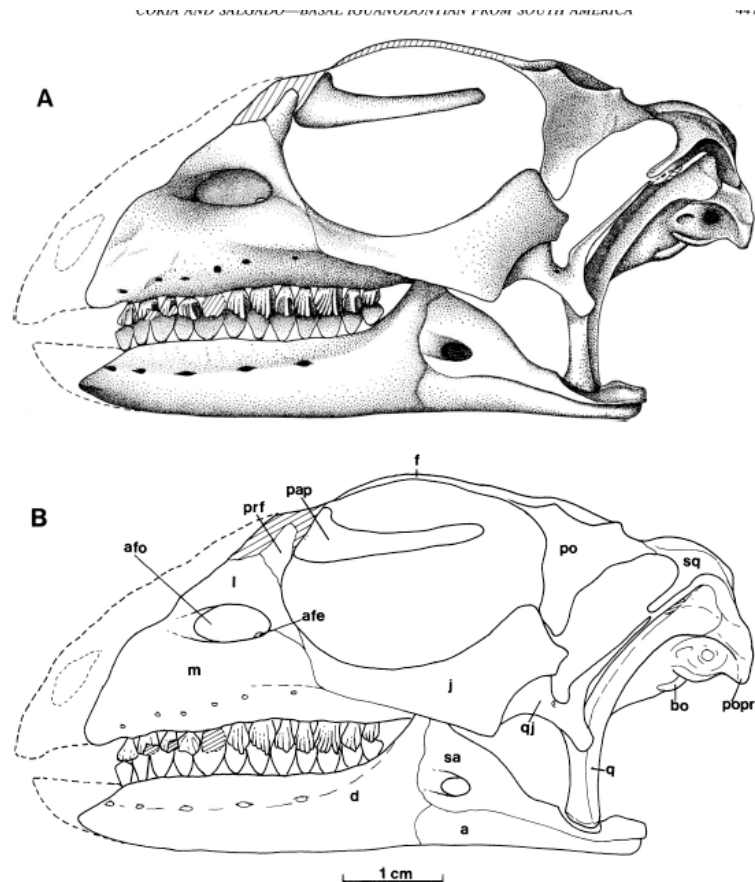 CORIA AND SALGADO—BASAL IGUANODONTIAN FROM SOUTH AMERICA
A
B
f
pap
prf
afo
po
sq
l
afe
m
j
bo
popr
qj
sa
q
d
a
1 cm